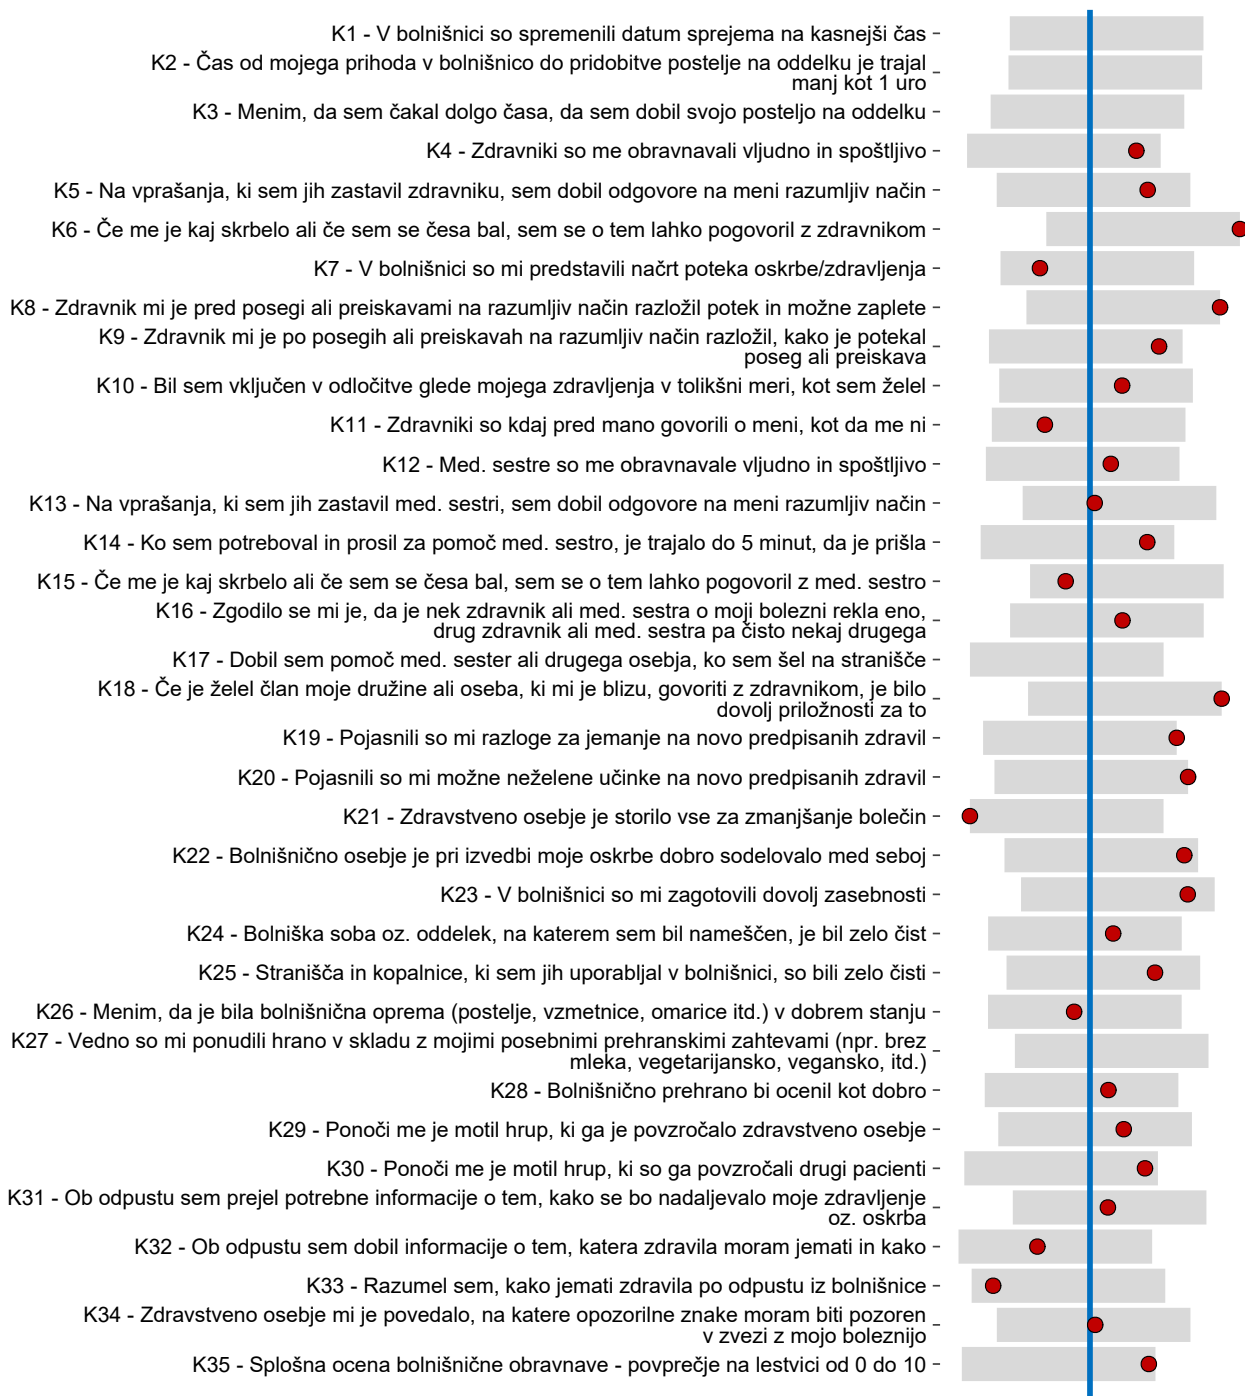 K1 - V bolnišnici so spremenili datum sprejema na kasnejši čas
K2 - Čas od mojega prihoda v bolnišnico do pridobitve postelje na oddelku je trajal
manj kot 1 uro
K3 - Menim, da sem čakal dolgo časa, da sem dobil svojo posteljo na oddelku
K4 - Zdravniki so me obravnavali vljudno in spoštljivo
K5 - Na vprašanja, ki sem jih zastavil zdravniku, sem dobil odgovore na meni razumljiv način
K6 - Če me je kaj skrbelo ali če sem se česa bal, sem se o tem lahko pogovoril z zdravnikom
K7 - V bolnišnici so mi predstavili načrt poteka oskrbe/zdravljenja
K8 - Zdravnik mi je pred posegi ali preiskavami na razumljiv način razložil potek in možne zaplete
K9 - Zdravnik mi je po posegih ali preiskavah na razumljiv način razložil, kako je potekal
poseg ali preiskava
K10 - Bil sem vključen v odločitve glede mojega zdravljenja v tolikšni meri, kot sem želel
K11 - Zdravniki so kdaj pred mano govorili o meni, kot da me ni
K12 - Med. sestre so me obravnavale vljudno in spoštljivo
K13 - Na vprašanja, ki sem jih zastavil med. sestri, sem dobil odgovore na meni razumljiv način
K14 - Ko sem potreboval in prosil za pomoč med. sestro, je trajalo do 5 minut, da je prišla
K15 - Če me je kaj skrbelo ali če sem se česa bal, sem se o tem lahko pogovoril z med. sestro
K16 - Zgodilo se mi je, da je nek zdravnik ali med. sestra o moji bolezni rekla eno,
drug zdravnik ali med. sestra pa čisto nekaj drugega
K17 - Dobil sem pomoč med. sester ali drugega osebja, ko sem šel na stranišče
K18 - Če je želel član moje družine ali oseba, ki mi je blizu, govoriti z zdravnikom, je bilo
dovolj priložnosti za to
K19 - Pojasnili so mi razloge za jemanje na novo predpisanih zdravil
K20 - Pojasnili so mi možne neželene učinke na novo predpisanih zdravil
K21 - Zdravstveno osebje je storilo vse za zmanjšanje bolečin
K22 - Bolnišnično osebje je pri izvedbi moje oskrbe dobro sodelovalo med seboj
K23 - V bolnišnici so mi zagotovili dovolj zasebnosti
K24 - Bolniška soba oz. oddelek, na katerem sem bil nameščen, je bil zelo čist
K25 - Stranišča in kopalnice, ki sem jih uporabljal v bolnišnici, so bili zelo čisti
K26 - Menim, da je bila bolnišnična oprema (postelje, vzmetnice, omarice itd.) v dobrem stanju
K27 - Vedno so mi ponudili hrano v skladu z mojimi posebnimi prehranskimi zahtevami (npr. brez
mleka, vegetarijansko, vegansko, itd.)
K28 - Bolnišnično prehrano bi ocenil kot dobro
K29 - Ponoči me je motil hrup, ki ga je povzročalo zdravstveno osebje
K30 - Ponoči me je motil hrup, ki so ga povzročali drugi pacienti
K31 - Ob odpustu sem prejel potrebne informacije o tem, kako se bo nadaljevalo moje zdravljenje
oz. oskrba
K32 - Ob odpustu sem dobil informacije o tem, katera zdravila moram jemati in kako
K33 - Razumel sem, kako jemati zdravila po odpustu iz bolnišnice
K34 - Zdravstveno osebje mi je povedalo, na katere opozorilne znake moram biti pozoren
v zvezi z mojo boleznijo
K35 - Splošna ocena bolnišnične obravnave - povprečje na lestvici od 0 do 10